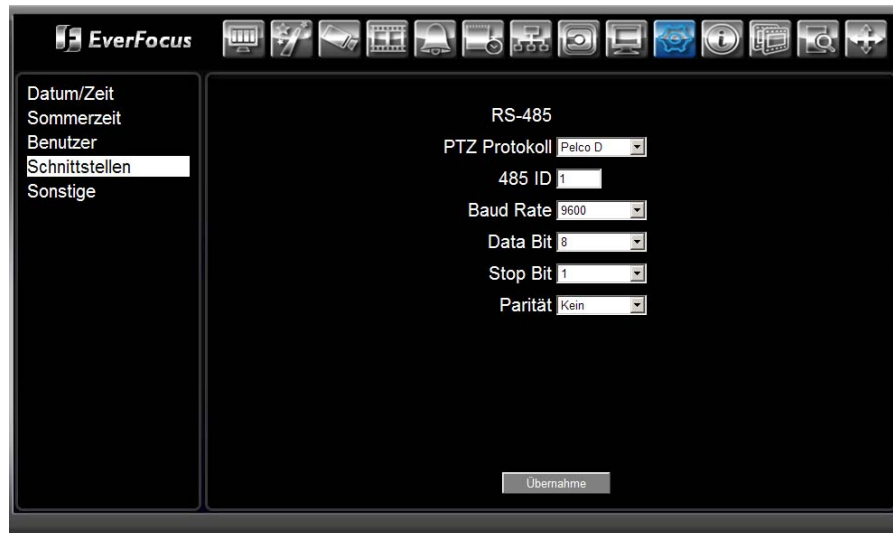 EverFocus
Datum/Zeit
Sommerzeit
Benutzer
Schnittstellen
Sonstige
RS-485
PTZ Protokoll Pelco D
485 ID 1
Baud Rate 9600
Data Bit 8
Stop Bit 1
Parität Kein
Übernahme